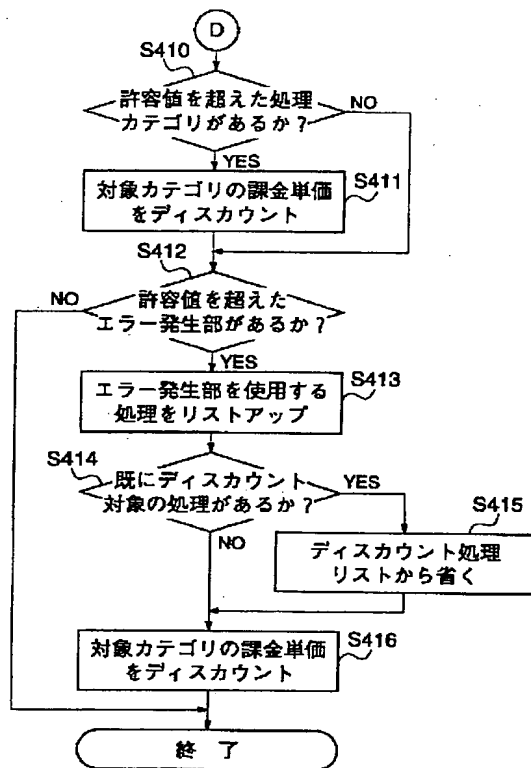 D
S410
許容値を超えた処理
カテゴリがあるか？
NO
YES
対象カテゴリの課金単価
をディスカウント
S411
S412
許容値を超えた
エラー発生部があるか？
NO
YES
エラー発生部を使用する
処理をリストアップ
S413
S414
既にディスカウント
対象の処理があるか？
YES
NO
S415
ディスカウント処理
リストから省く
対象カテゴリの課金単価
をディスカウント
S416
終了